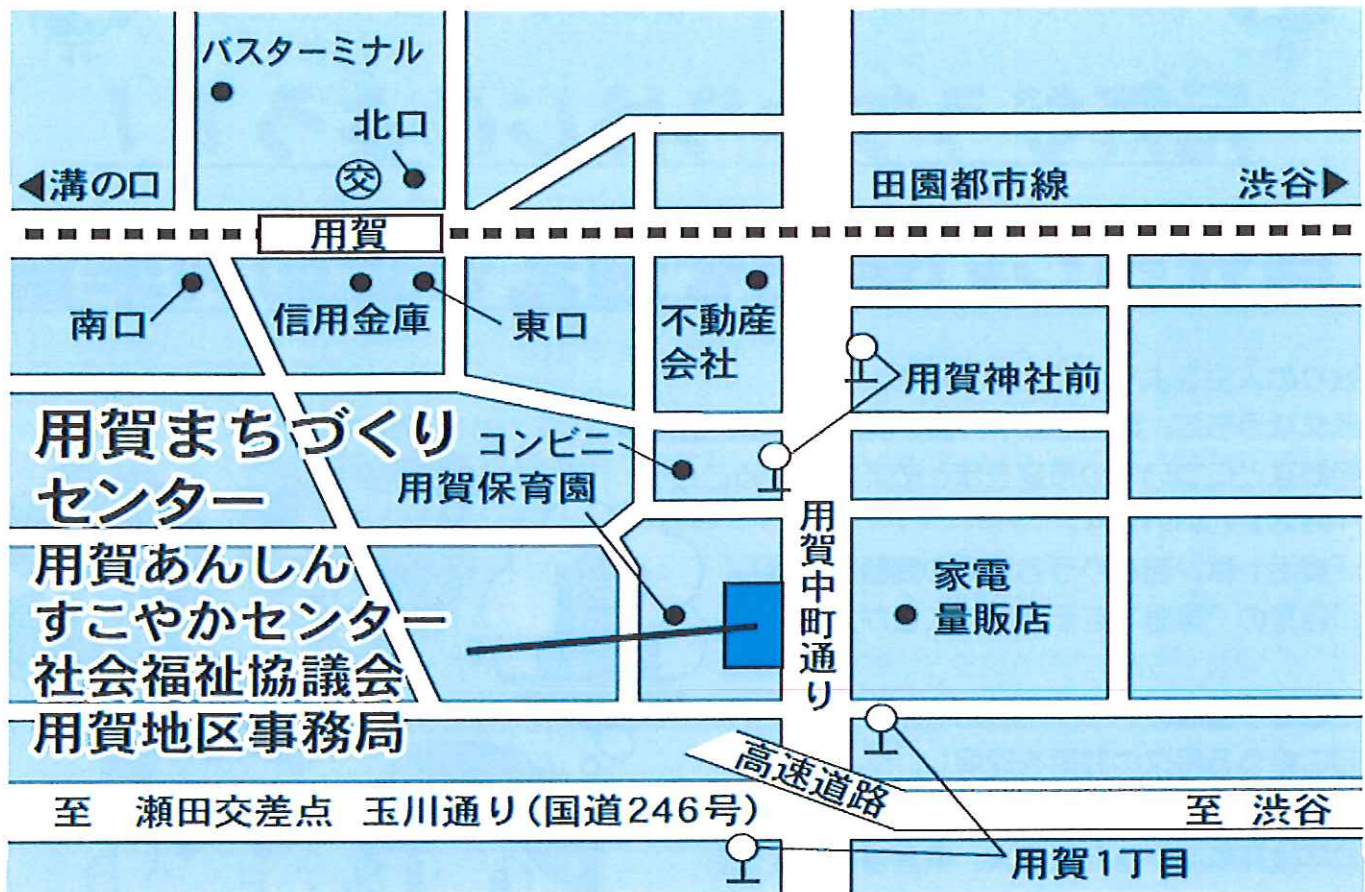 バスターミナル
北口
交
◀溝の口
田園都市線
渋谷▶
用賀
南口
信用金庫
東口
不動産
会社
用賀神社前
用賀まちづくり
センター
コンビニ
用賀保育園
用賀あんしん
すこやかセンター
社会福祉協議会
用賀地区事務局
用賀中町通り
家電
量販店
高速道路
至 瀬田交差点 玉川通り(国道246号)
至 渋谷
用賀1丁目